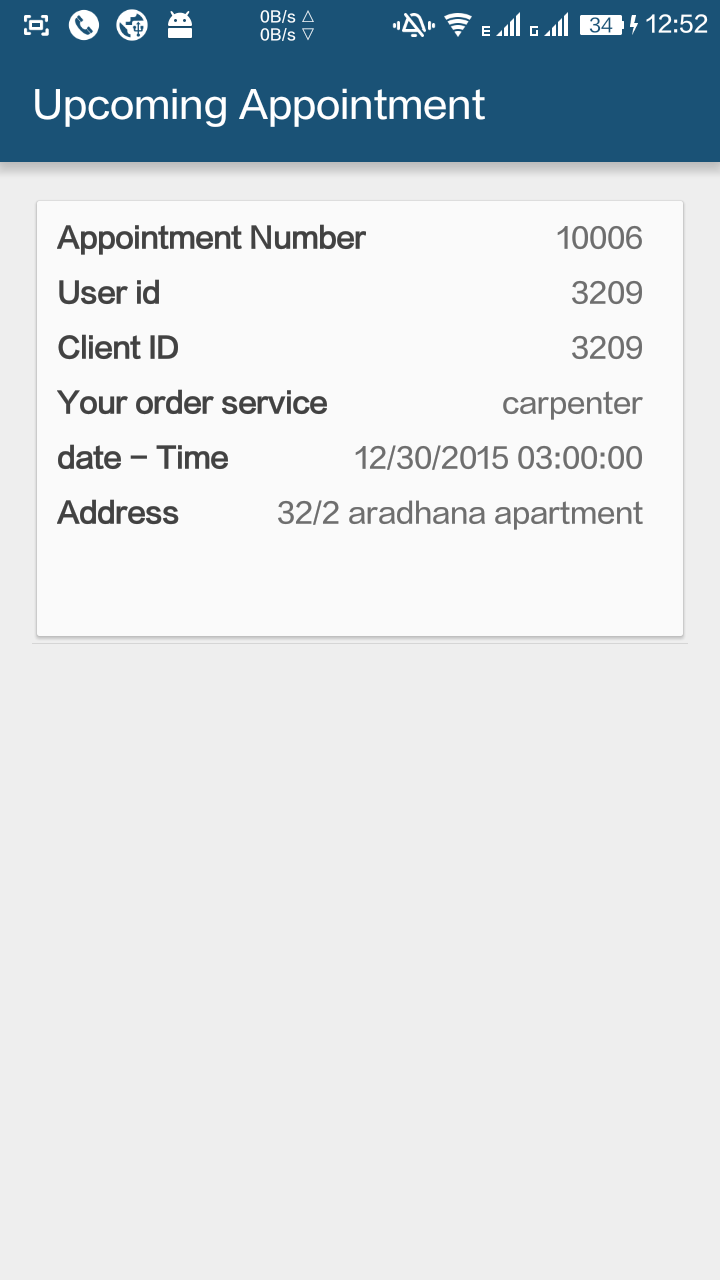 0B/s △
0B/s ▽
E G 34 12:52
Upcoming Appointment
Appointment Number 10006
User id 3209
Client ID 3209
Your order service carpenter
date - Time 12/30/2015 03:00:00
Address 32/2 aradhana apartment